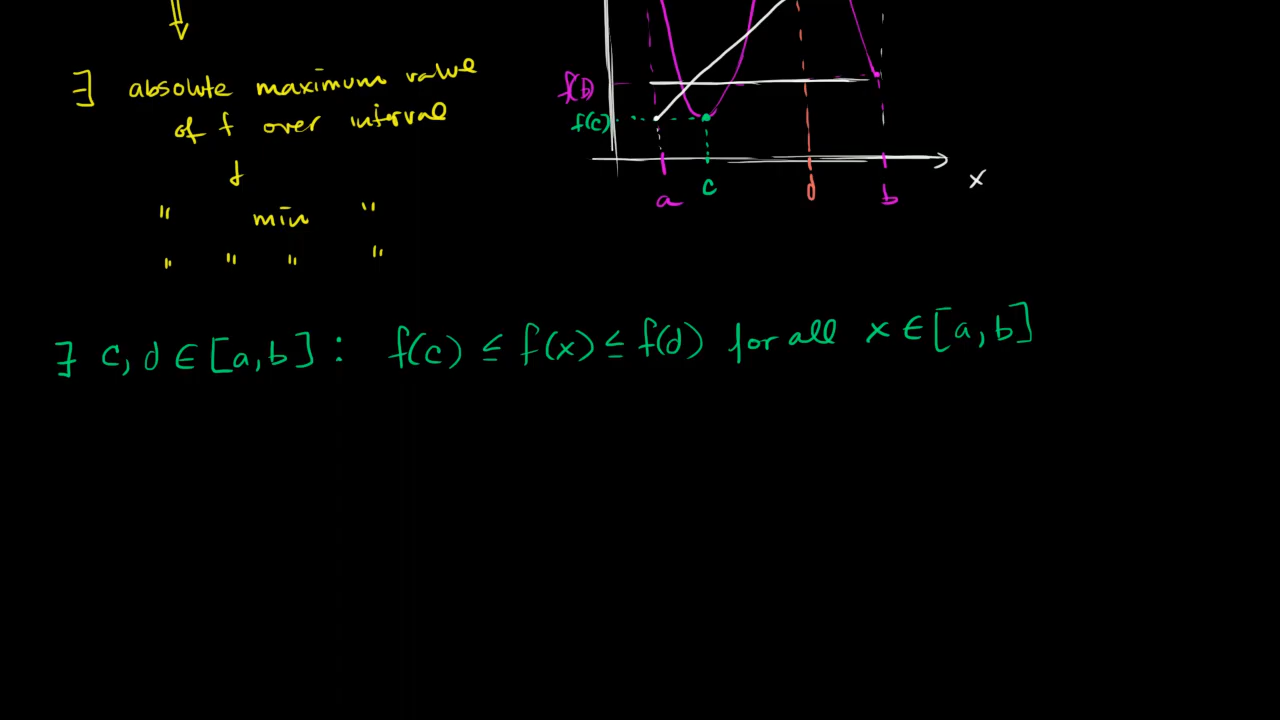 ∃ absolute maximum value
of f over interval
&
" min "
" " " "
f(b)
f(c)
a c d b x
∃ c, d ∈ [a, b] : f(c) ≤ f(x) ≤ f(d) for all x ∈ [a, b]